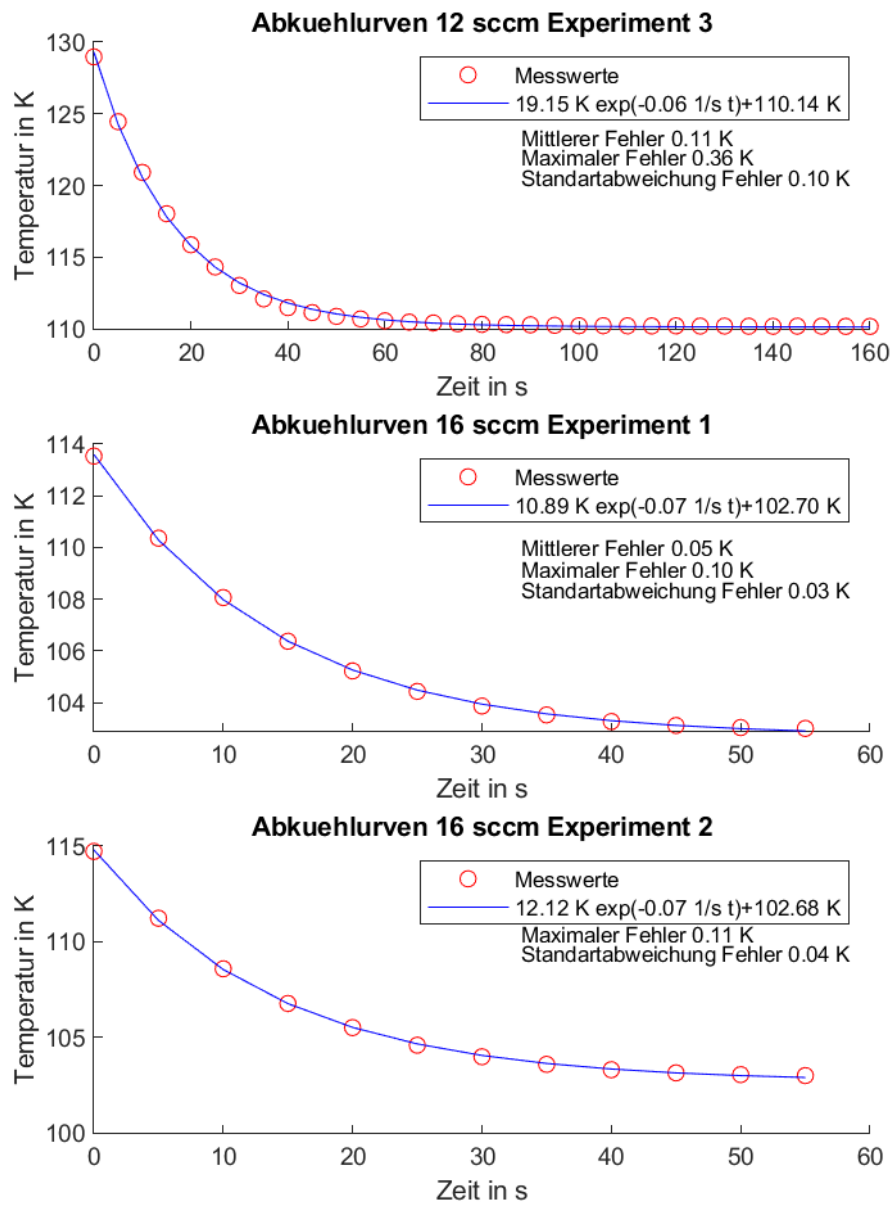 Abkuehlurven 12 sccm Experiment 3
130
125
120
115
110
Temperatur in K
Messwerte
19.15 K exp(-0.06 1/s t)+110.14 K
Mittlerer Fehler 0.11 K
Maximaler Fehler 0.36 K
Standartabweichung Fehler 0.10 K
0 20 40 60 80 100 120 140 160
Zeit in s
Abkuehlurven 16 sccm Experiment 1
114
112
110
108
106
104
Temperatur in K
Messwerte
10.89 K exp(-0.07 1/s t)+102.70 K
Mittlerer Fehler 0.05 K
Maximaler Fehler 0.10 K
Standartabweichung Fehler 0.03 K
0 10 20 30 40 50 60
Zeit in s
Abkuehlurven 16 sccm Experiment 2
115
110
105
100
Temperatur in K
Messwerte
12.12 K exp(-0.07 1/s t)+102.68 K
Maximaler Fehler 0.11 K
Standartabweichung Fehler 0.04 K
0 10 20 30 40 50 60
Zeit in s